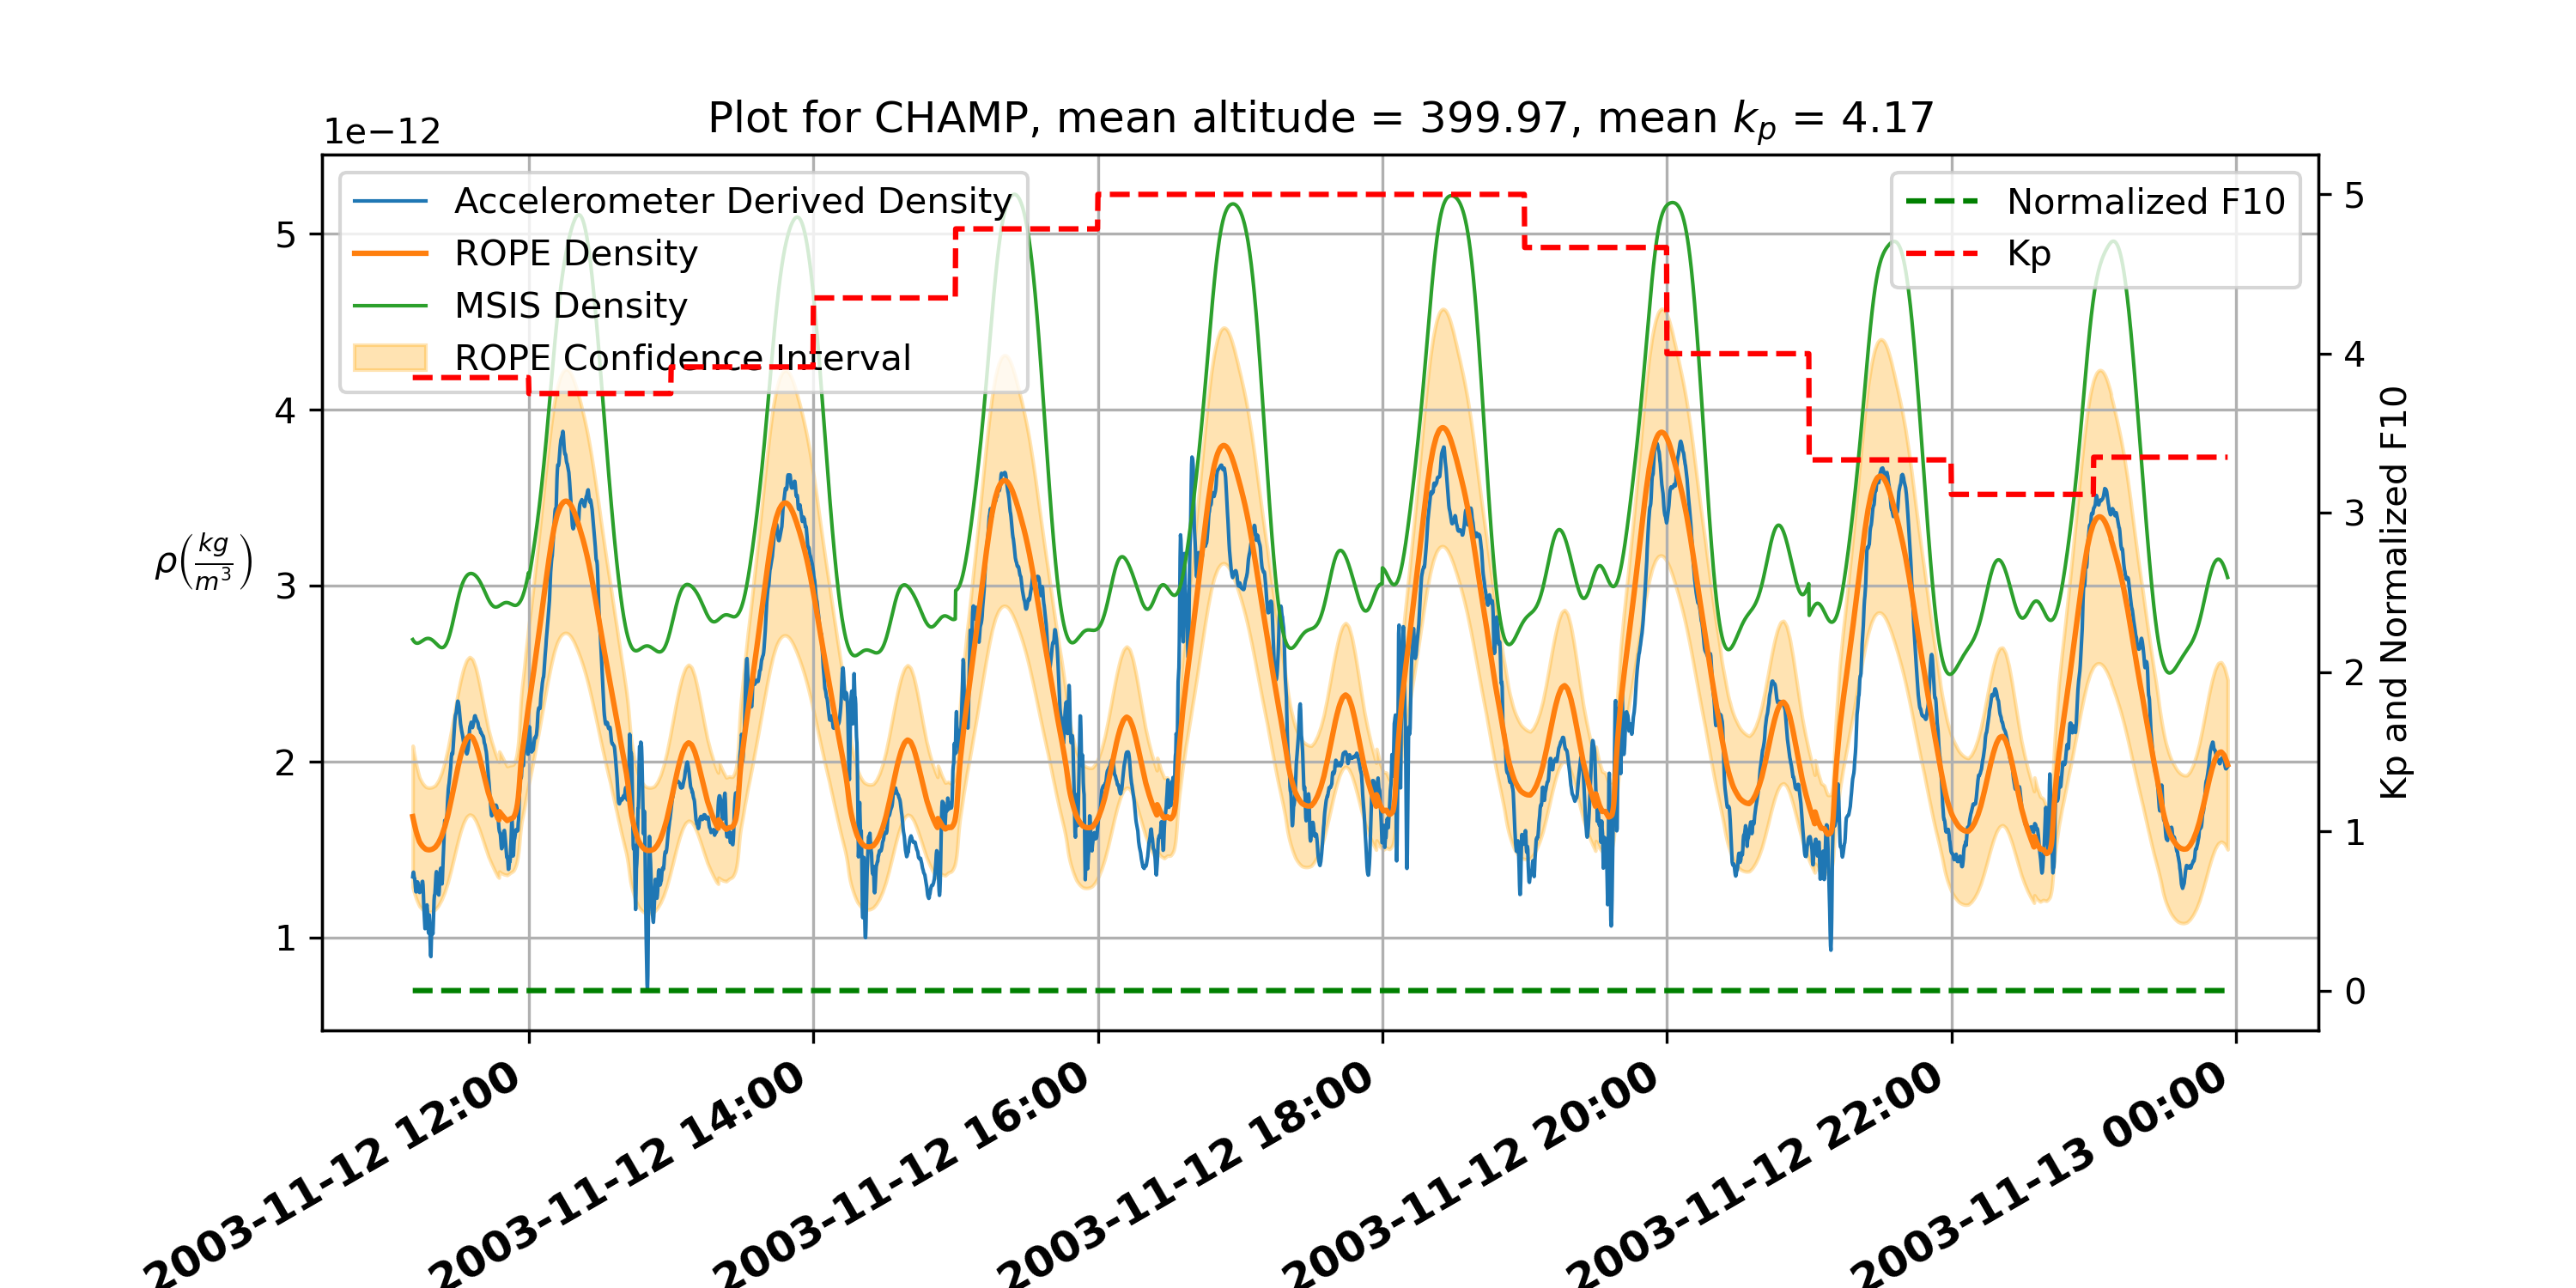 Plot for CHAMP, mean altitude = 399.97, mean kₚ = 4.17
1e−12
Accelerometer Derived Density
ROPE Density
MSIS Density
ROPE Confidence Interval
Normalized F10
Kp
5
4
3
2
1
ρ(kg/m³)
5
4
3
2
1
0
Kp and Normalized F10
2003-11-12 12:00
2003-11-12 14:00
2003-11-12 16:00
2003-11-12 18:00
2003-11-12 20:00
2003-11-12 22:00
2003-11-13 00:00